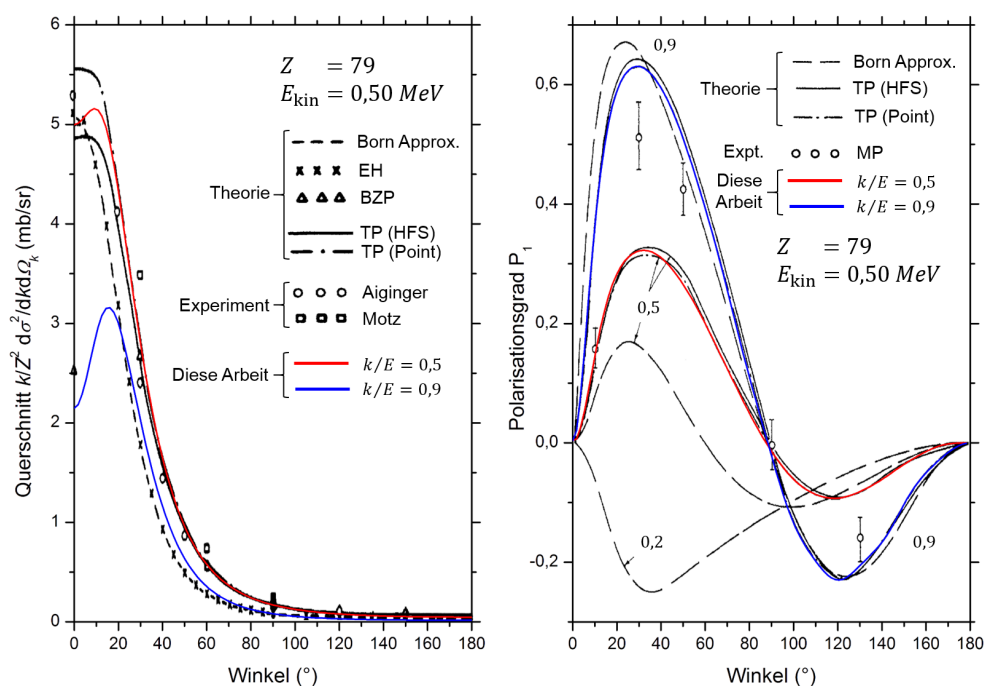 6
5
4
3
2
1
0
0 20 40 60 80 100 120 140 160 180
Querschnitt k/Z² dσ²/dkdΩₖ (mb/sr)
Winkel (°)
Z = 79
E_kin = 0,50 MeV
Theorie
Born Approx.
EH
BZP
TP (HFS)
TP (Point)
Experiment
Aiginger
Motz
Diese Arbeit
k/E = 0,5
k/E = 0,9
0,6
0,4
0,2
0,0
-0,2
0 20 40 60 80 100 120 140 160 180
Polarisationsgrad P₁
Winkel (°)
0,9
Theorie
Born Approx.
TP (HFS)
TP (Point)
Expt.
MP
Diese
Arbeit
k/E = 0,5
k/E = 0,9
Z = 79
E_kin = 0,50 MeV
0,5
0,2
0,9